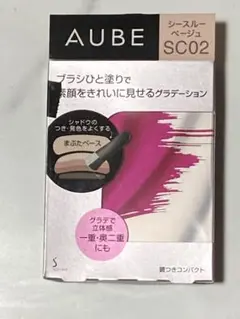 AUBE
シースルー
ベージュ
SC02
ブラシひと塗りで
素顔をきれいに見せるグラデーション
シャドウの
つき・発色をよくする
まぶたベース
グラデで
立体感
一重・奥二重
にも
S
鏡つきコンパクト